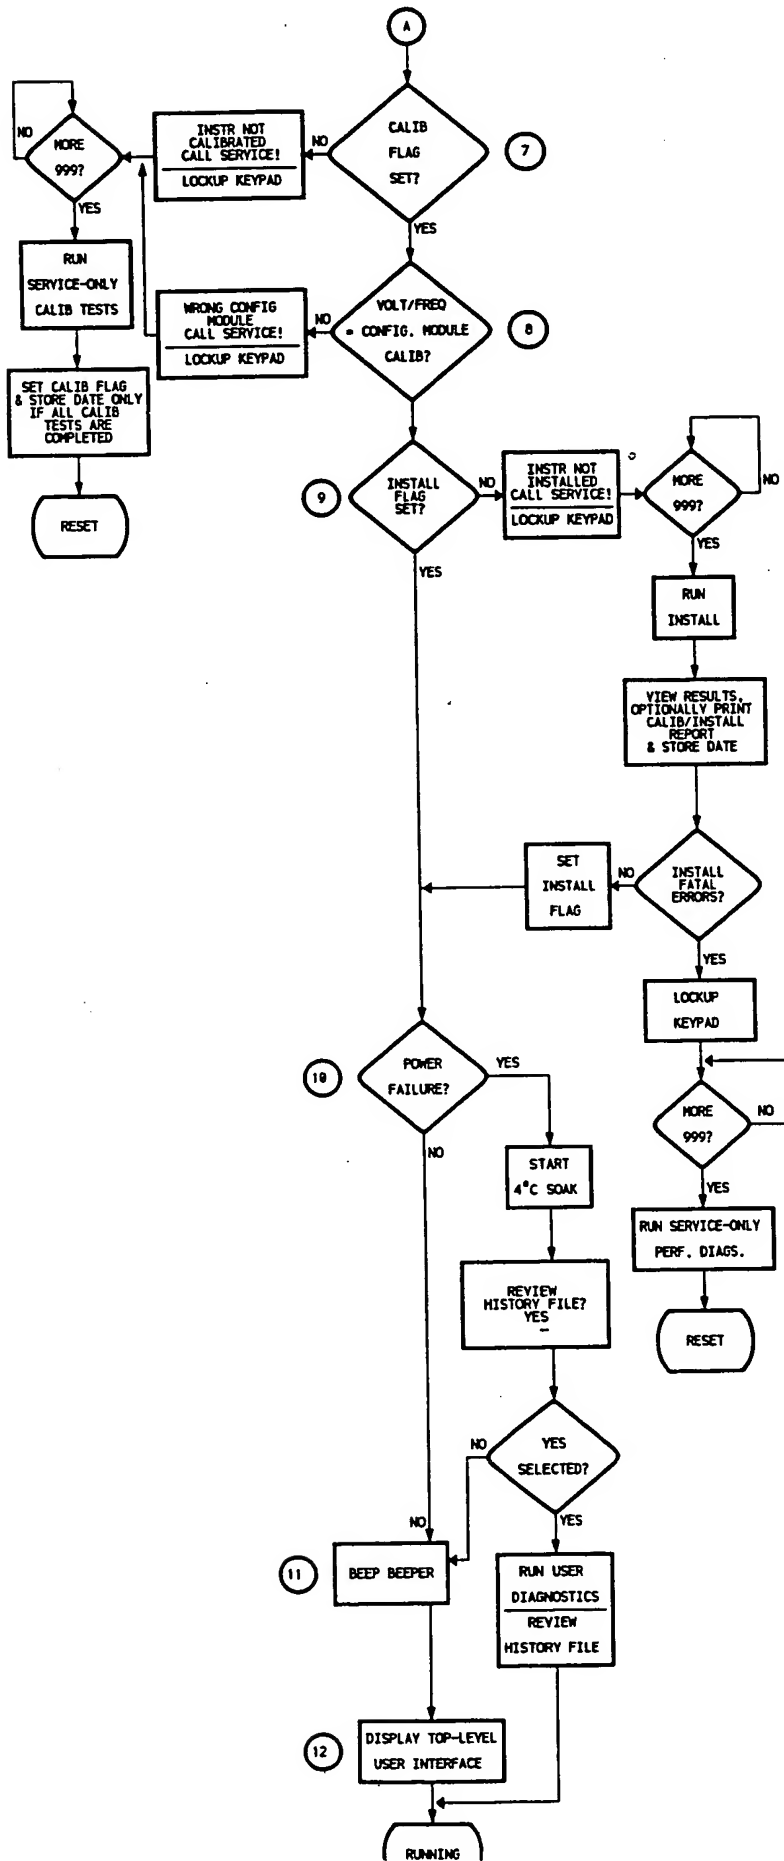 A
CALIB
FLAG
SET?
7
NO
YES
INSTR NOT
CALIBRATED
CALL SERVICE!
LOCKUP KEYPAD
MORE
999?
NO
YES
RUN
SERVICE-ONLY
CALIB TESTS
SET CALIB FLAG
& STORE DATE ONLY
IF ALL CALIB
TESTS ARE
COMPLETED
RESET
VOLT/FREQ
= CONFIG. MODULE
CALIB?
8
NO
WRONG CONFIG
MODULE
CALL SERVICE!
LOCKUP KEYPAD
9
INSTALL
FLAG
SET?
NO
YES
INSTR NOT
INSTALLED
CALL SERVICE!
LOCKUP KEYPAD
MORE
999?
NO
YES
RUN
INSTALL
VIEW RESULTS,
OPTIONALLY PRINT
CALIB/INSTALL
REPORT
& STORE DATE
INSTALL
FATAL
ERRORS?
NO
YES
SET
INSTALL
FLAG
LOCKUP
KEYPAD
MORE
999?
NO
YES
RUN SERVICE-ONLY
PERF. DIAGS.
RESET
10
POWER
FAILURE?
YES
NO
START
4°C SOAK
REVIEW
HISTORY FILE?
YES
YES
SELECTED?
NO
YES
RUN USER
DIAGNOSTICS
REVIEW
HISTORY FILE
NO
11
BEEP BEEPER
12
DISPLAY TOP-LEVEL
USER INTERFACE
RUNNING